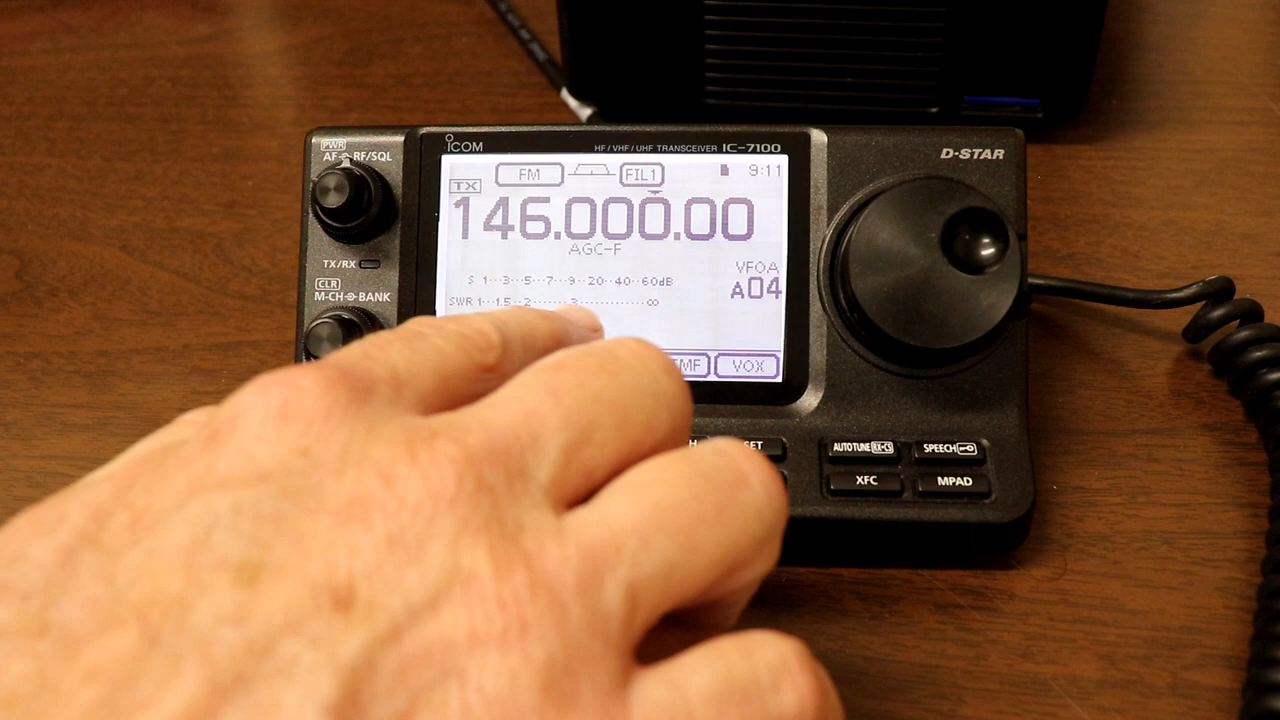 PWR
AF RF/SQL
TX/RX
CLR
M-CH BANK
ICOM
HF/VHF/UHF TRANSCEIVER IC-7100
D-STAR
FM FIL1 9:11
TX
146.000.00
AGC-F
S 1··3··5··7··9··20··40··60dB
VFOA
A04
SWR 1··1.5··2·······3············∞
VOX
AUTOTUNE RX-CS
SPEECH
XFC
MPAD